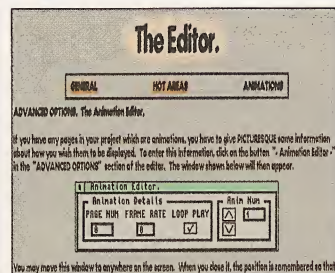 The Editor.
GENERAL HOT AREAS ANIMATIONS
ADVANCED OPTIONS, The Animation Editor,
If you have any pages in your project which are animations, you have to give PICTURESQUE some information
about how you wish them to be displayed. To enter this information, click on the button "- Animation Editor -"
in the "ADVANCED OPTIONS" section of the editor. The window shown below will then appear.
Animation Editor.
Animation Details Anim Num
PAGE NUM FRAME RATE LOOP PLAY
0 0 1
You may move this window to anywhere on the screen. When you close it, the position is remembered so the